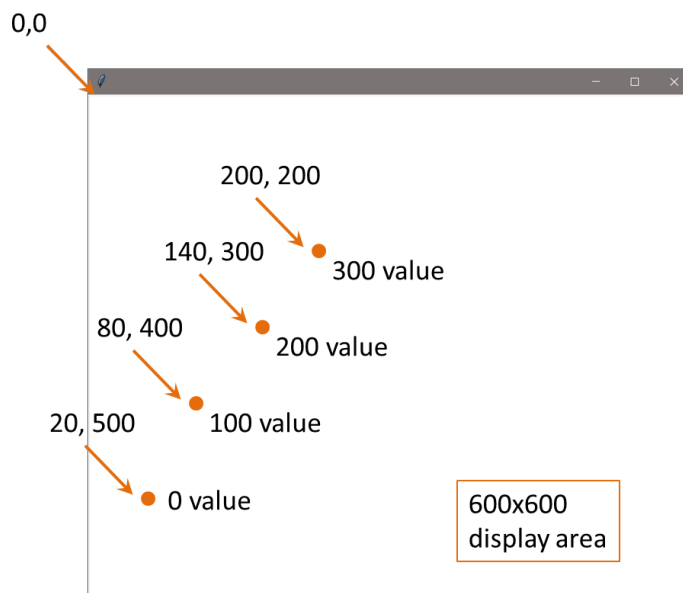 0,0
200, 200
300 value
140, 300
200 value
80, 400
100 value
20, 500
0 value
600x600
display area